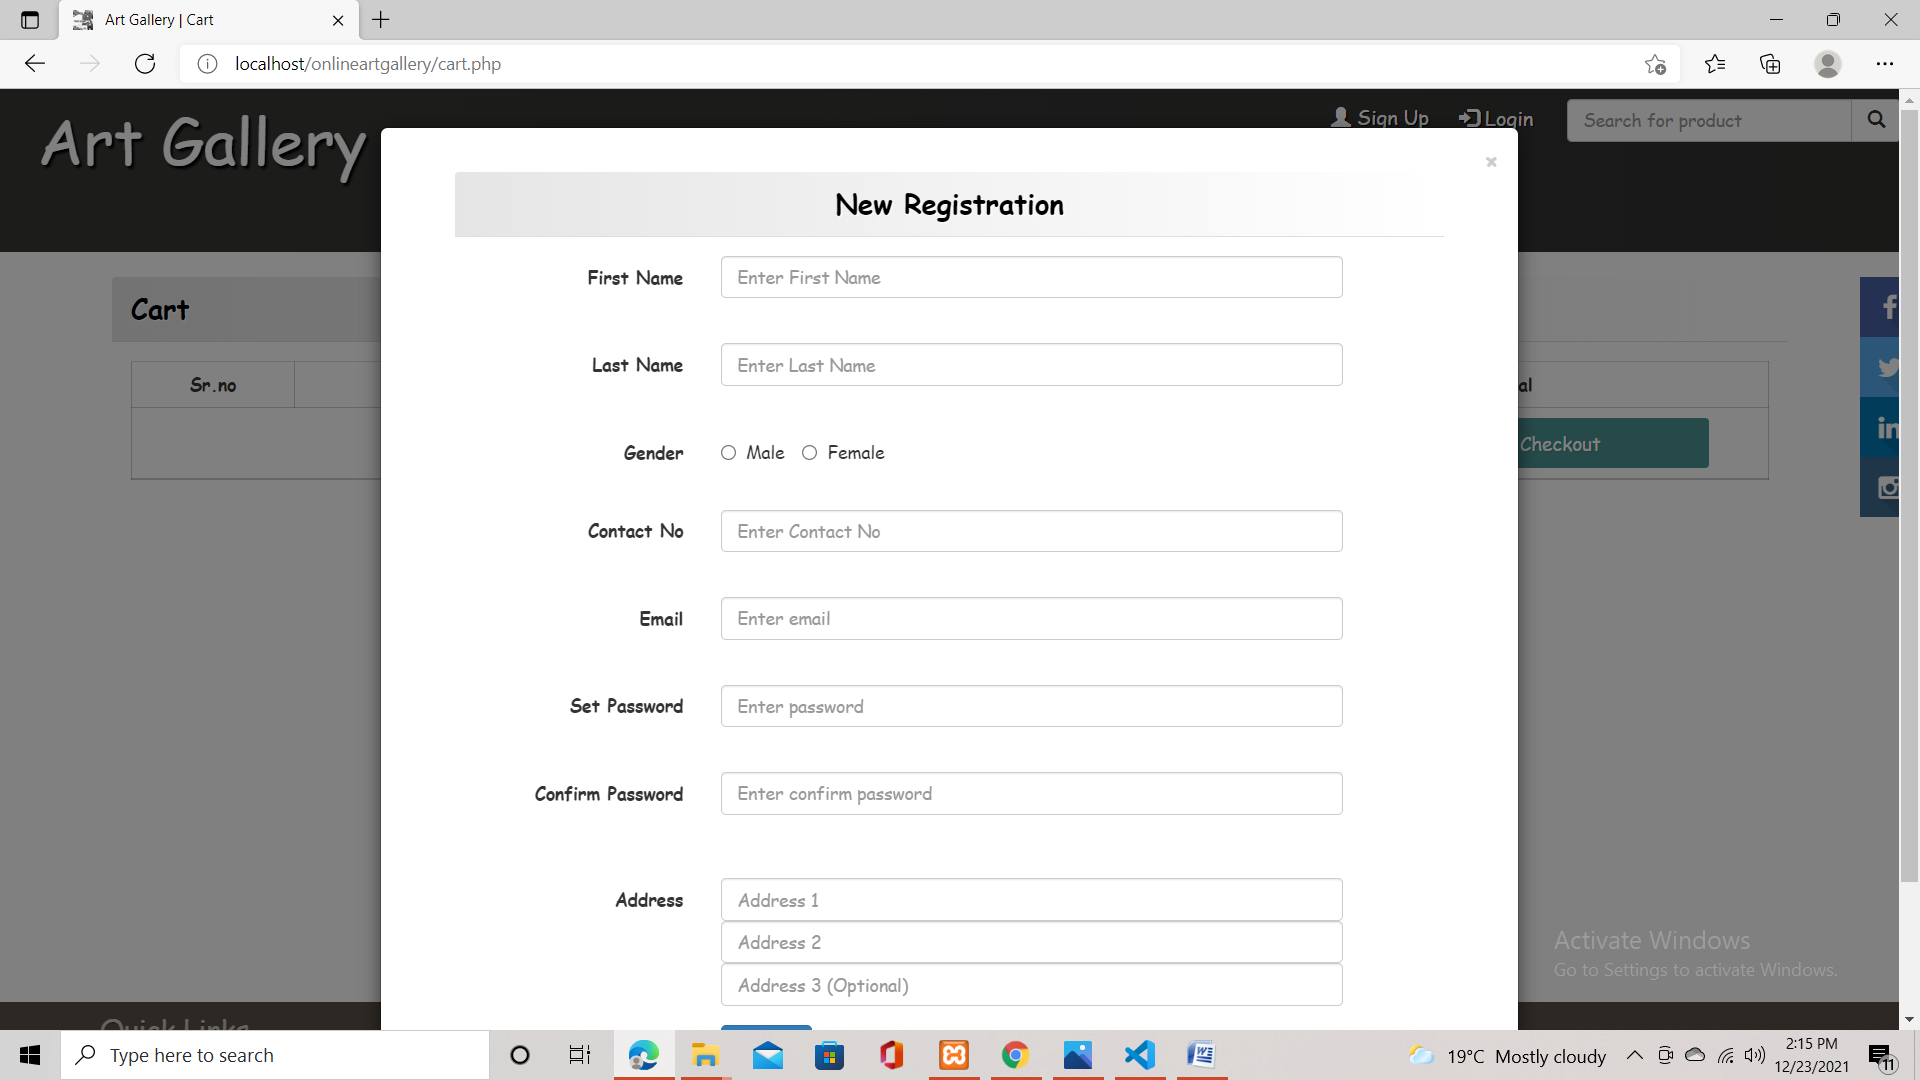 Art Gallery | Cart
localhost/onlineartgallery/cart.php
Art Gallery
Sign Up
Login
Search for product
New Registration
First Name
Enter First Name
Cart
Last Name
Enter Last Name
Sr.no
al
Gender
Male
Female
Checkout
Contact No
Enter Contact No
Email
Enter email
Set Password
Enter password
Confirm Password
Enter confirm password
Address
Address 1
Address 2
Address 3 (Optional)
Activate Windows
Go to Settings to activate Windows.
Quick Links
Type here to search
19°C Mostly cloudy
2:15 PM
12/23/2021
11